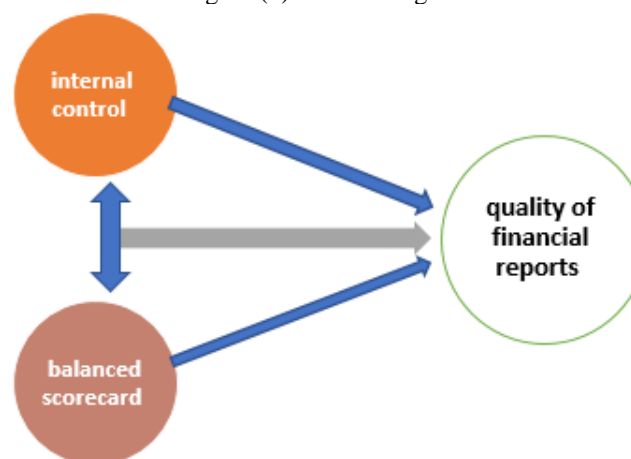 internal
control
quality of
financial
reports
balanced
scorecard